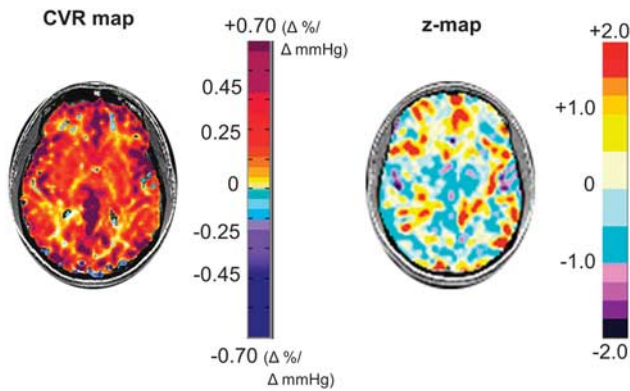 CVR map
+0.70 (Δ %/
Δ mmHg)
0.45
0.25
0
-0.25
-0.45
-0.70 (Δ %/
Δ mmHg)
z-map
+2.0
+1.0
0
-1.0
-2.0